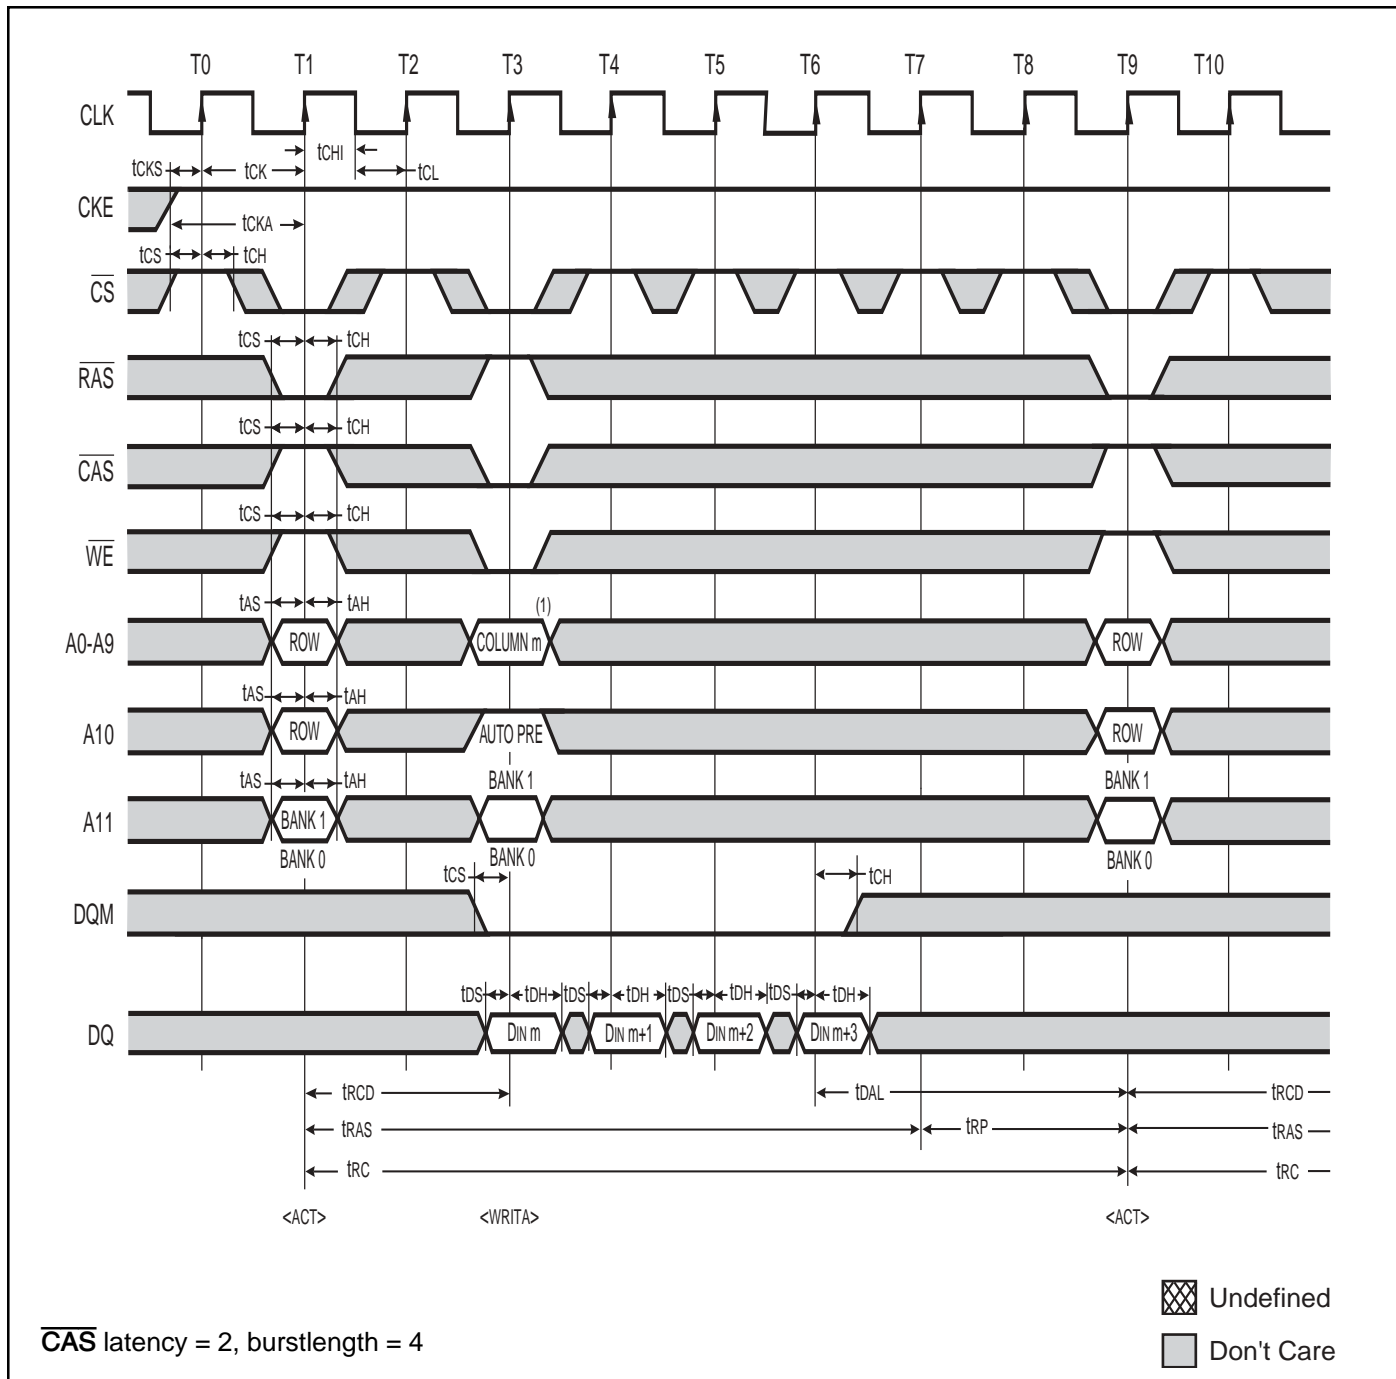 T0 T1 T2 T3 T4 T5 T6 T7 T8 T9 T10
CLK
tCHI
tCKS tCK tCL
CKE
tCKA
tCS tCH
CS
tCS tCH
RAS
tCS tCH
CAS
tCS tCH
WE
tAS tAH (1)
A0-A9 ROW COLUMN m ROW
tAS tAH
A10 ROW AUTO PRE ROW
tAS tAH BANK 1 BANK 1
A11 BANK 1
BANK 0 BANK 0 BANK 0
tCS tCH
DQM
tDS tDH tDS tDH tDS tDH tDS tDH
DQ DIN m DIN m+1 DIN m+2 DIN m+3
tRCD tDAL tRCD
tRAS tRP tRAS
tRC tRC
<ACT> <WRITA> <ACT>
Undefined
CAS latency = 2, burstlength = 4
Don't Care